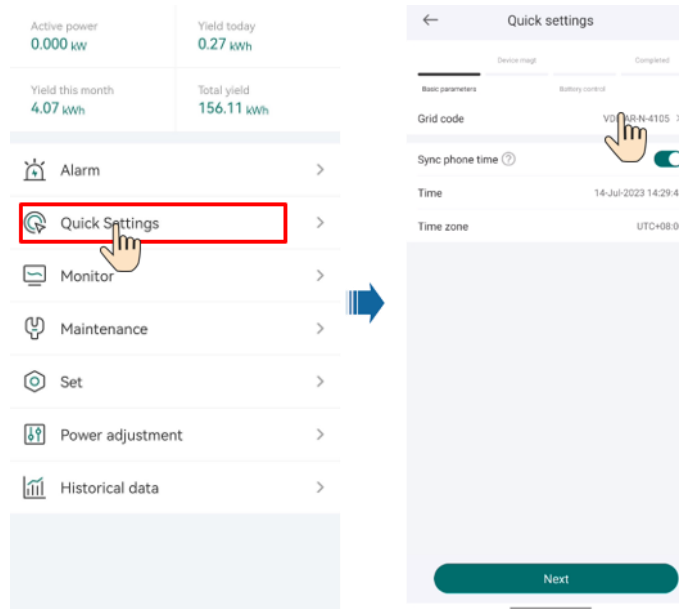 Active power
0.000 kW
Yield today
0.27 kWh
Yield this month
4.07 kWh
Total yield
156.11 kWh
Alarm
Quick Settings
Monitor
Maintenance
Set
Power adjustment
Historical data
Quick settings
Device magt
Completed
Basic parameters
Battery control
Grid code
AR-N-4105
Sync phone time
Time
14-Jul-2023 14:29:4
Time zone
UTC+08:0
Next